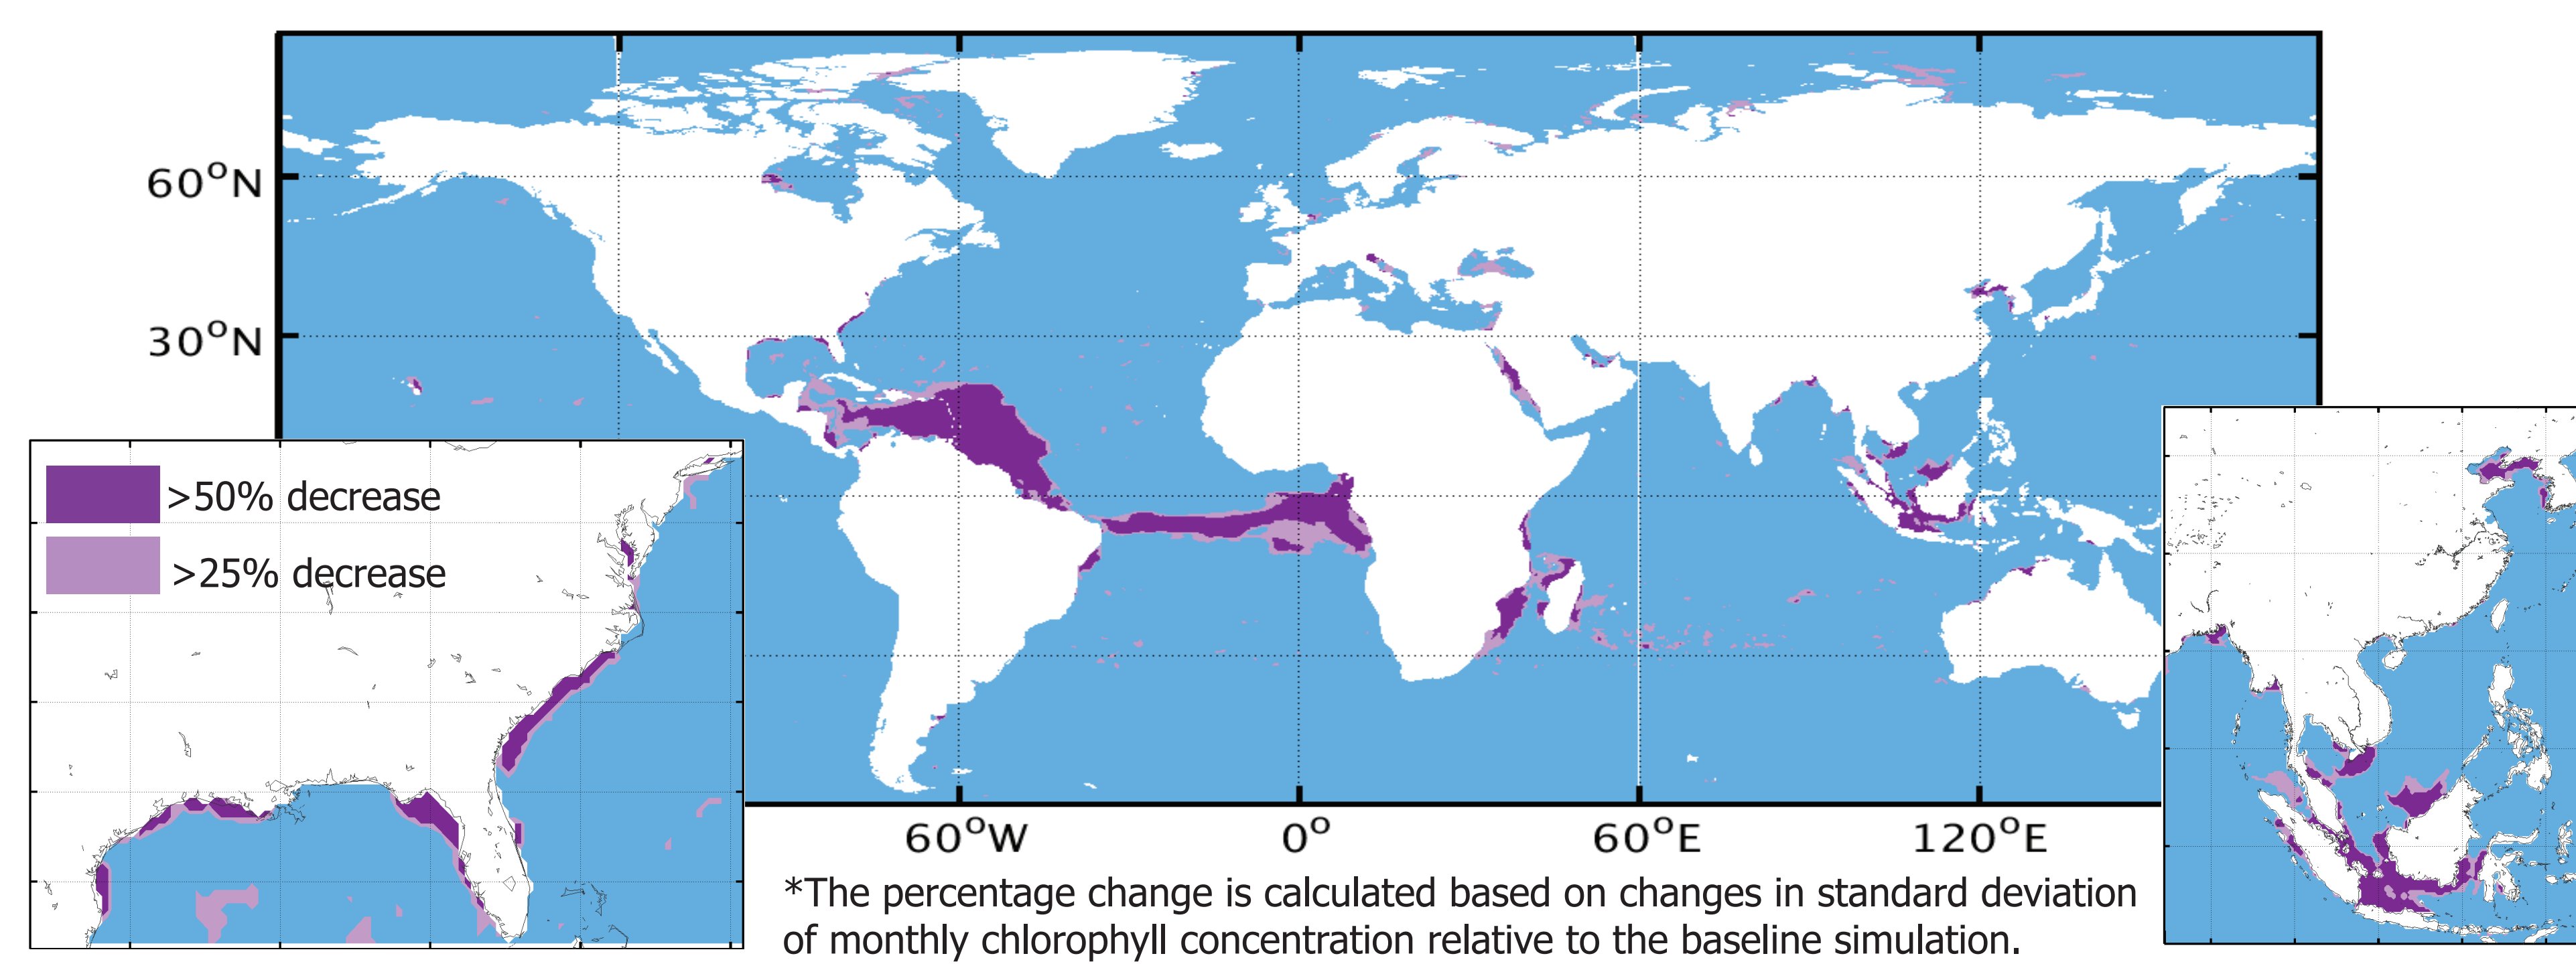 60°N
30°N
>50% decrease
>25% decrease
60°W
0°
60°E
120°E
*The percentage change is calculated based on changes in standard deviation
of monthly chlorophyll concentration relative to the baseline simulation.